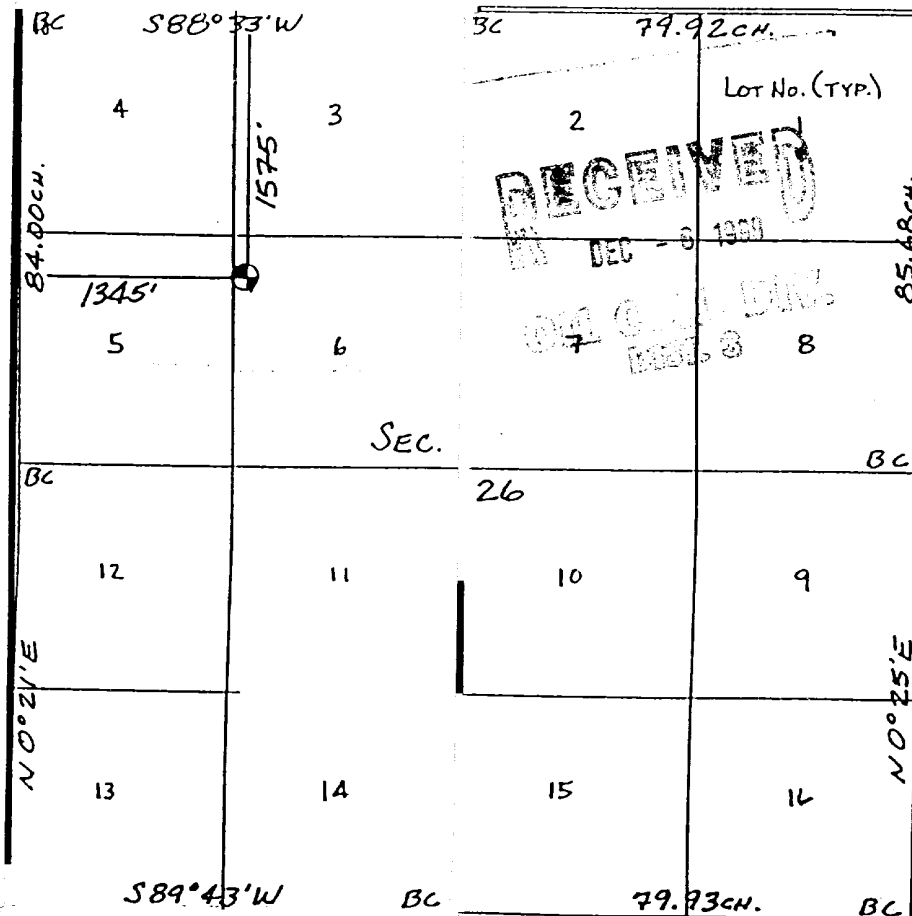 BC S88°33'W BC 79.92CH.
LOT No. (TYP.)
4 3 2
1575'
84.00CH.
RECEIVED
DEC - 6
85.68CH.
1345'
5 6 7 8
SEC. 26
BC BC
12 11 10 9
N0°21'E
N0°25'E
13 14 15 16
S89°43'W BC 79.93CH. BC